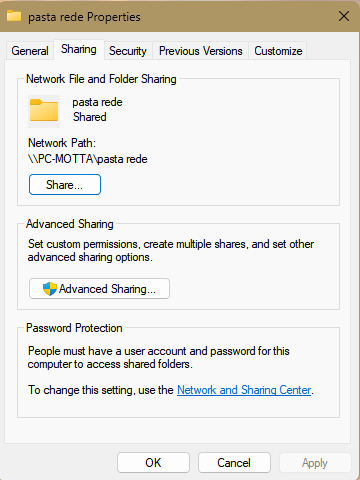 pasta rede Properties
General Sharing Security Previous Versions Customize
Network File and Folder Sharing
pasta rede
Shared
Network Path:
\\PC-MOTTA\pasta rede
Share...
Advanced Sharing
Set custom permissions, create multiple shares, and set other
advanced sharing options.
Advanced Sharing...
Password Protection
People must have a user account and password for this
computer to access shared folders.
To change this setting, use the Network and Sharing Center.
OK Cancel Apply